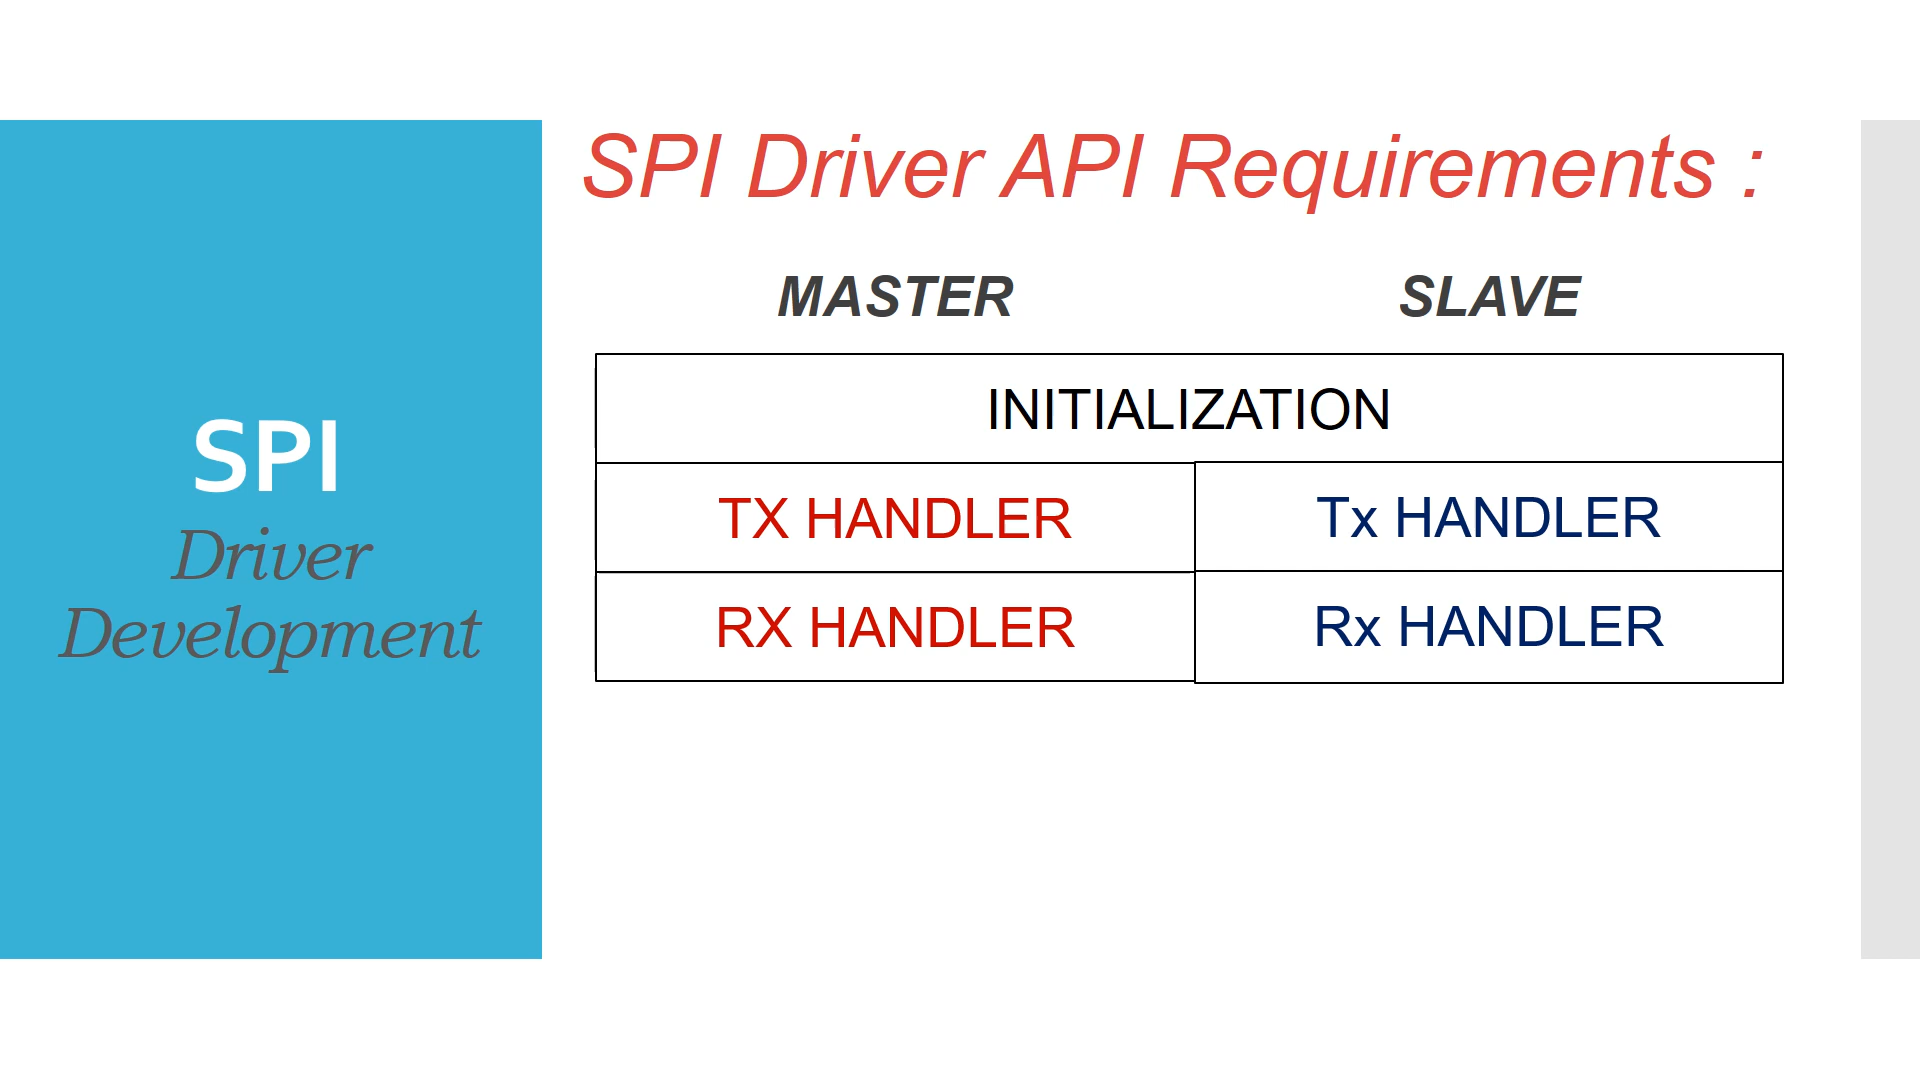 SPI
Driver
Development
SPI Driver API Requirements :
MASTER SLAVE
INITIALIZATION
TX HANDLER Tx HANDLER
RX HANDLER Rx HANDLER